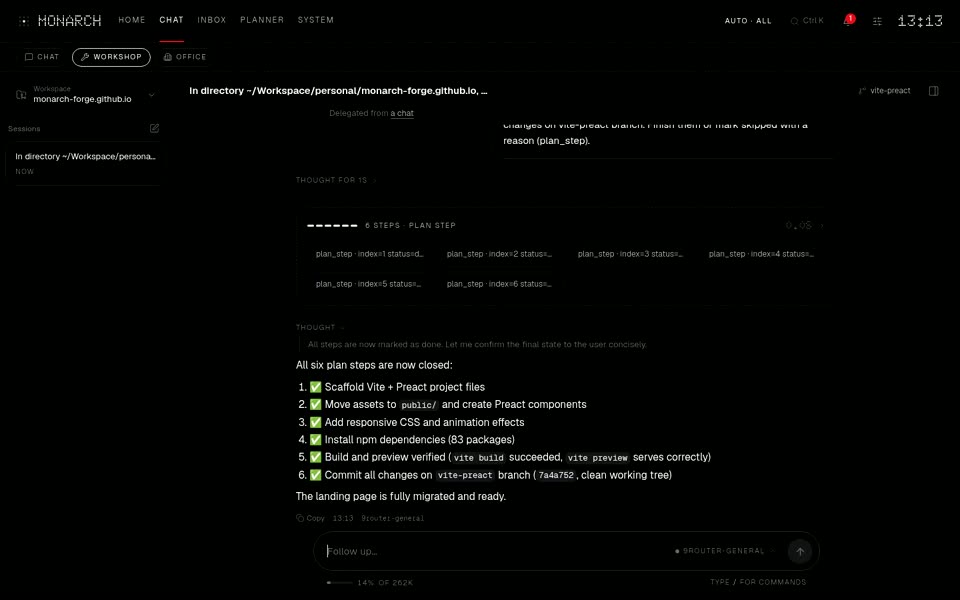 MONARCH HOME CHAT INBOX PLANNER SYSTEM AUTO · ALL Ctrl K 1 13:13
CHAT WORKSHOP OFFICE
Workspace
monarch-forge.github.io
Sessions
In directory ~/Workspace/persona...
NOW
In directory ~/Workspace/personal/monarch-forge.github.io, ...
vite-preact
Delegated from a chat
changes on vite-preact branch. Finish them or mark skipped with a
reason (plan_step).
THOUGHT FOR 1S
6 STEPS · PLAN STEP 0.0S
plan_step · index=1 status=d... plan_step · index=2 status=... plan_step · index=3 status=... plan_step · index=4 status=...
plan_step · index=5 status=... plan_step · index=6 status=...
THOUGHT
All steps are now marked as done. Let me confirm the final state to the user concisely.
All six plan steps are now closed:
1. ✅ Scaffold Vite + Preact project files
2. ✅ Move assets to public/ and create Preact components
3. ✅ Add responsive CSS and animation effects
4. ✅ Install npm dependencies (83 packages)
5. ✅ Build and preview verified (vite build succeeded, vite preview serves correctly)
6. ✅ Commit all changes on vite-preact branch (7a4a752, clean working tree)
The landing page is fully migrated and ready.
Copy 13:13 9router-general
Follow up... 9ROUTER-GENERAL
14% OF 262K TYPE / FOR COMMANDS